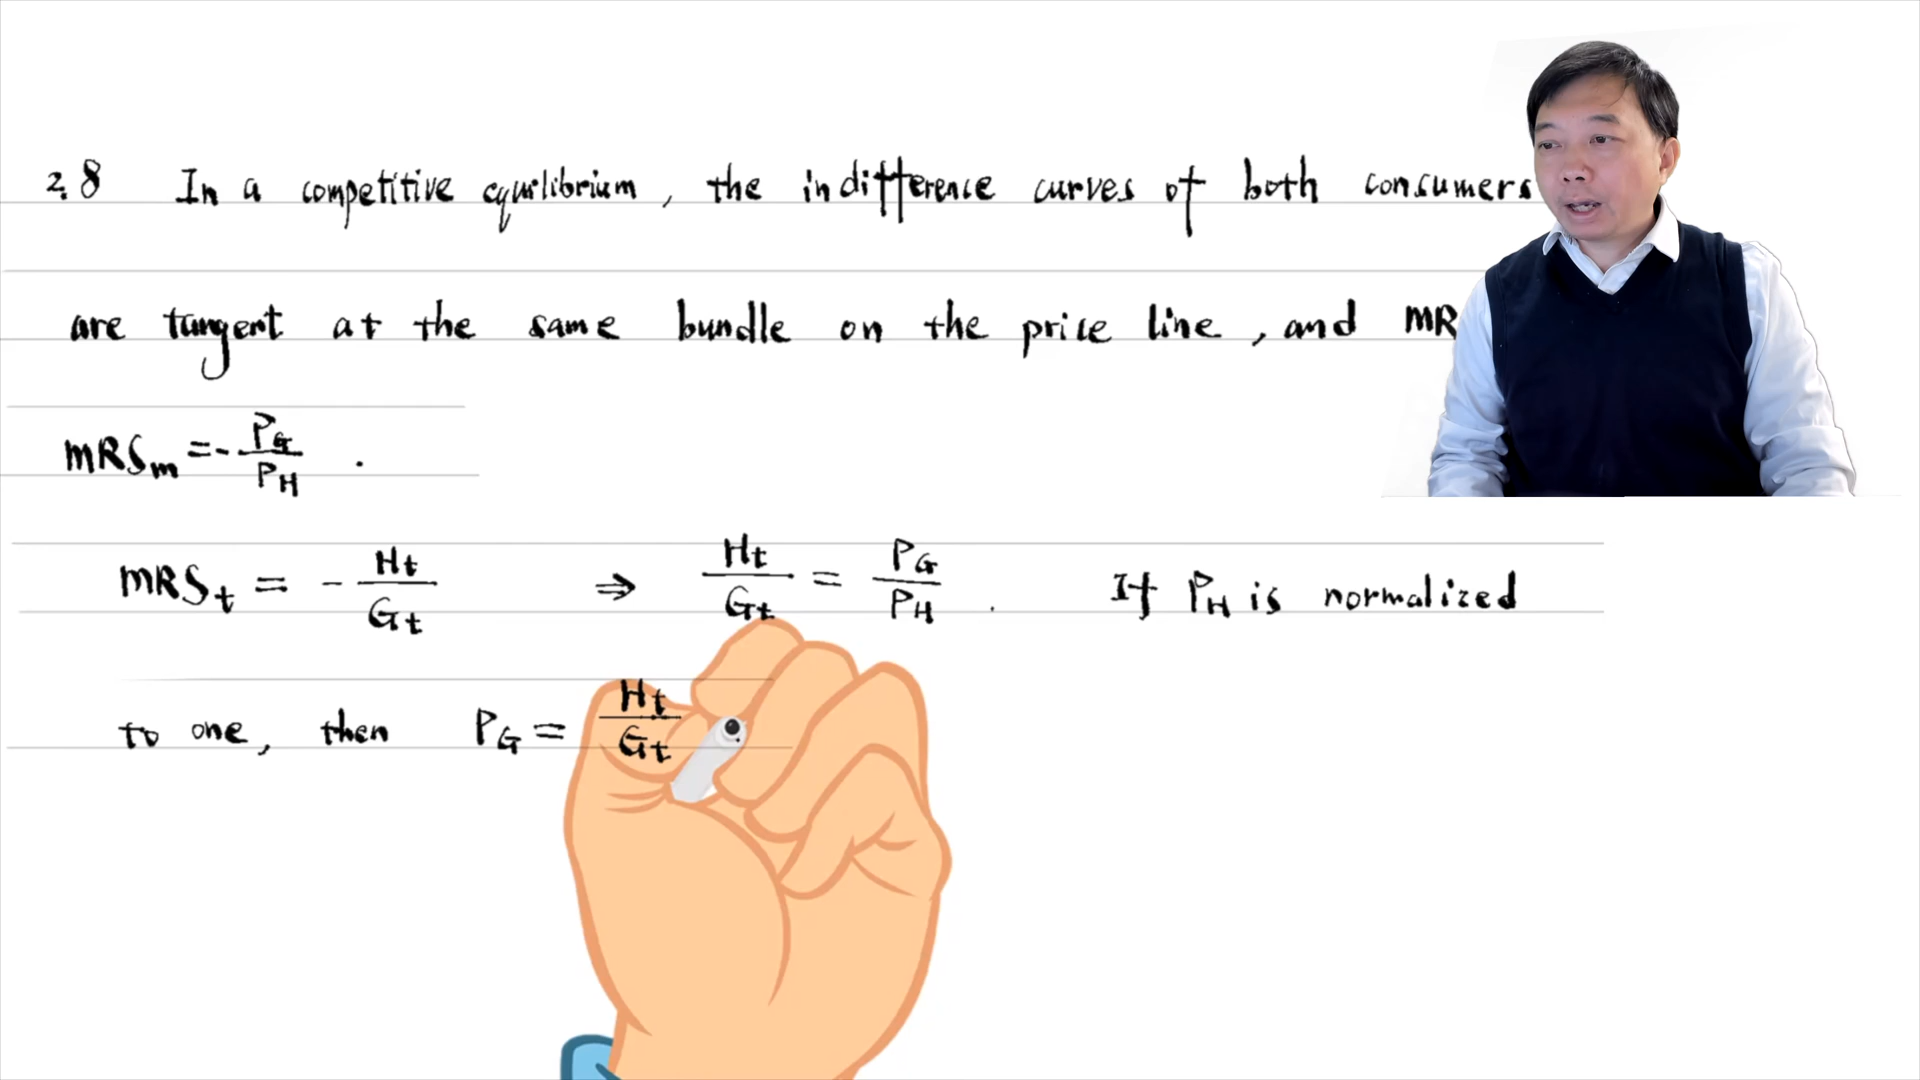 2.8 In a competitive equilibrium, the indifference curves of both consumers
are tangent at the same bundle on the price line, and MR
MRSm = - PG/PH .
MRSt = - Ht/Gt ⇒ Ht/Gt = PG/PH . If PH is normalized
to one, then PG = Ht/Gt